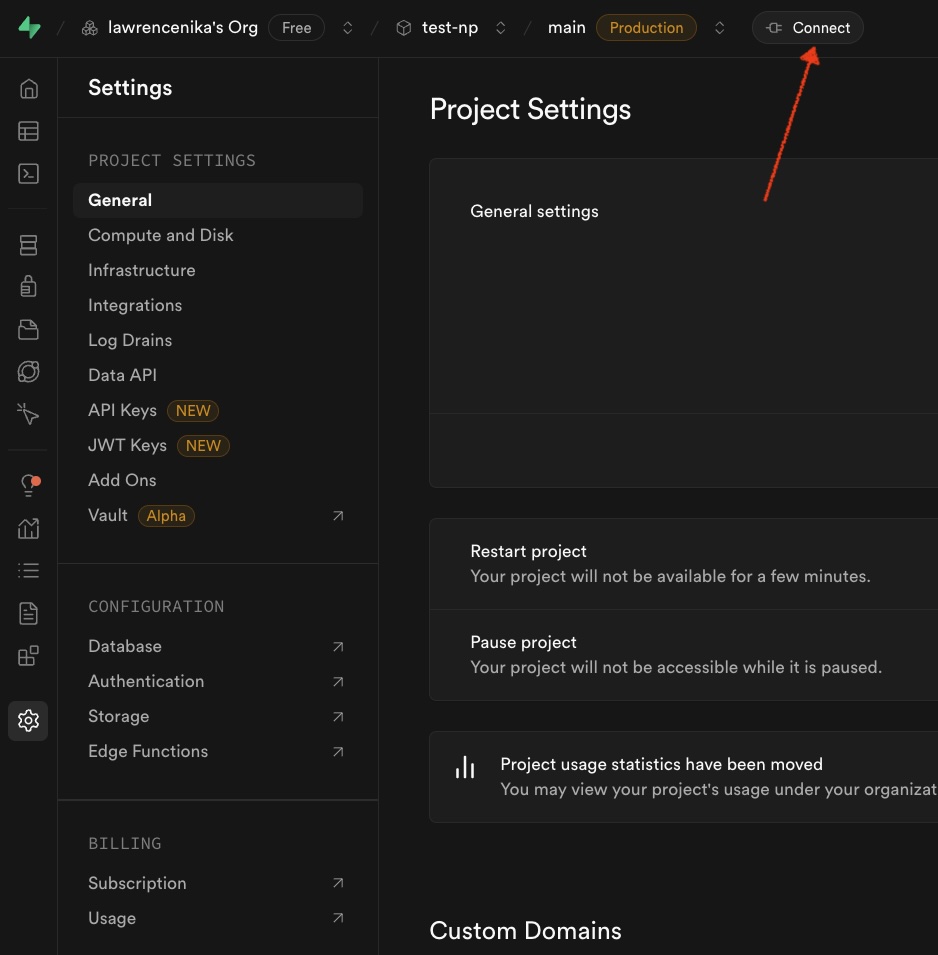 lawrencenika's Org Free test-np main Production Connect
Settings
Project Settings
PROJECT SETTINGS
General
Compute and Disk
Infrastructure
Integrations
Log Drains
Data API
API Keys NEW
JWT Keys NEW
Add Ons
Vault Alpha
CONFIGURATION
Database
Authentication
Storage
Edge Functions
BILLING
Subscription
Usage
General settings
Restart project
Your project will not be available for a few minutes.
Pause project
Your project will not be accessible while it is paused.
Project usage statistics have been moved
You may view your project's usage under your organizat
Custom Domains